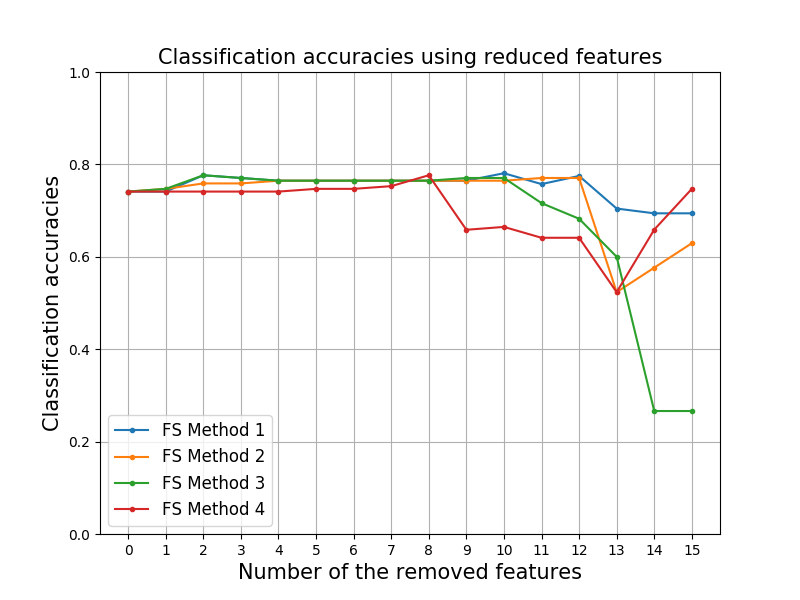 Classification accuracies using reduced features
1.0
0.8
0.6
0.4
0.2
0.0
Classification accuracies
FS Method 1
FS Method 2
FS Method 3
FS Method 4
0 1 2 3 4 5 6 7 8 9 10 11 12 13 14 15
Number of the removed features